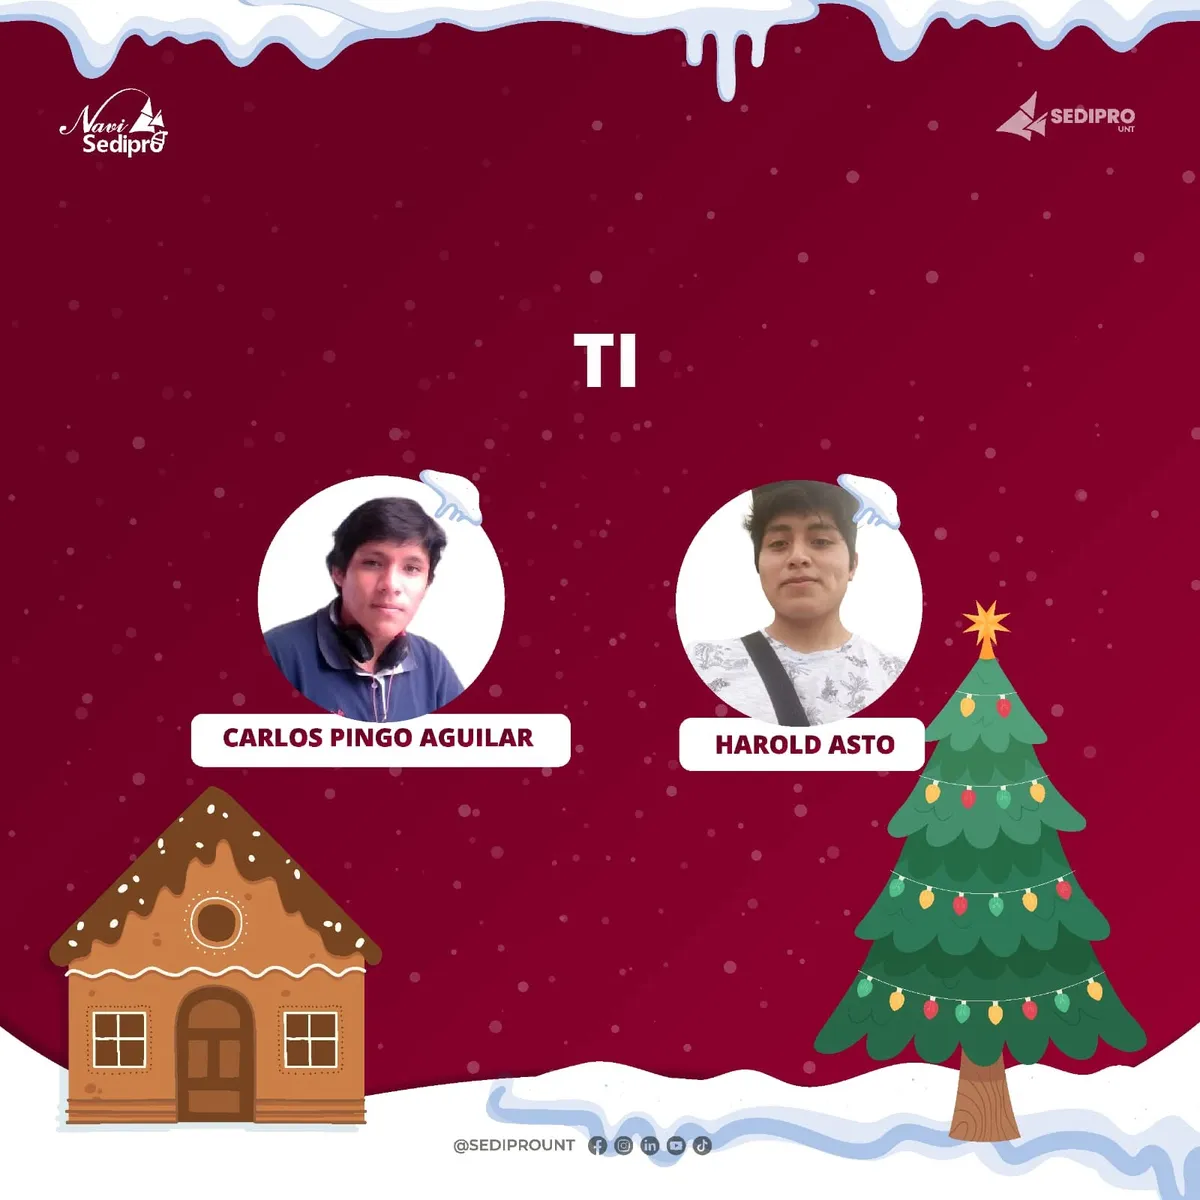 Navi
Sedipro
SEDIPRO
UNT
TI
CARLOS PINGO AGUILAR
HAROLD ASTO
@SEDIPROUNT